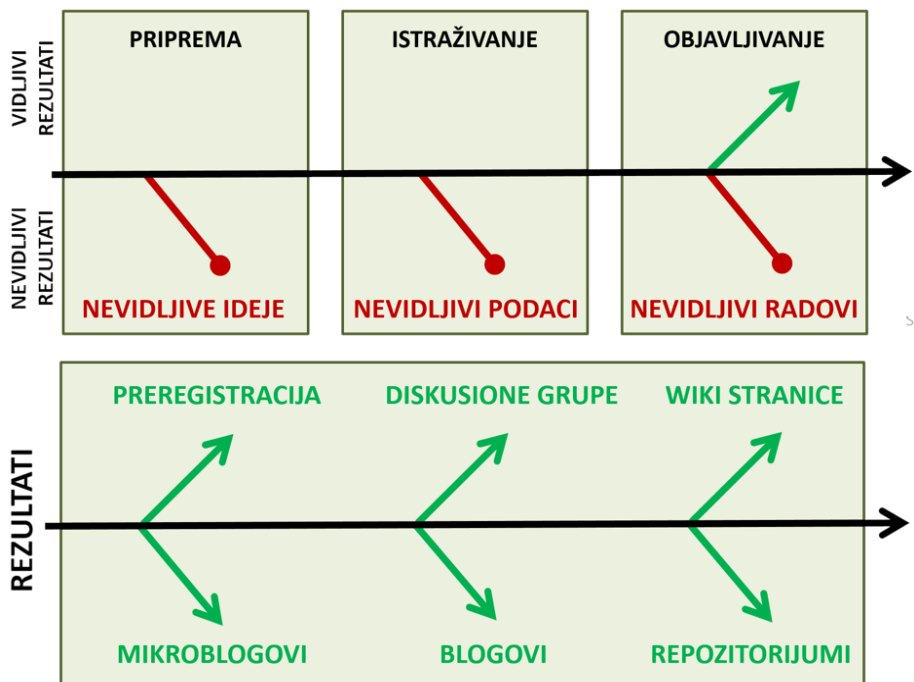 PRIPREMA
ISTRAŽIVANJE
OBJAVLJIVANJE
VIDLJIVI
REZULTATI
NEVIDLJIVI
REZULTATI
NEVIDLJIVE IDEJE
NEVIDLJIVI PODACI
NEVIDLJIVI RADOVI
S
REZULTATI
PREREGISTRACIJA
DISKUSIONE GRUPE
WIKI STRANICE
MIKROBLOGOVI
BLOGOVI
REPOZITORIJUMI